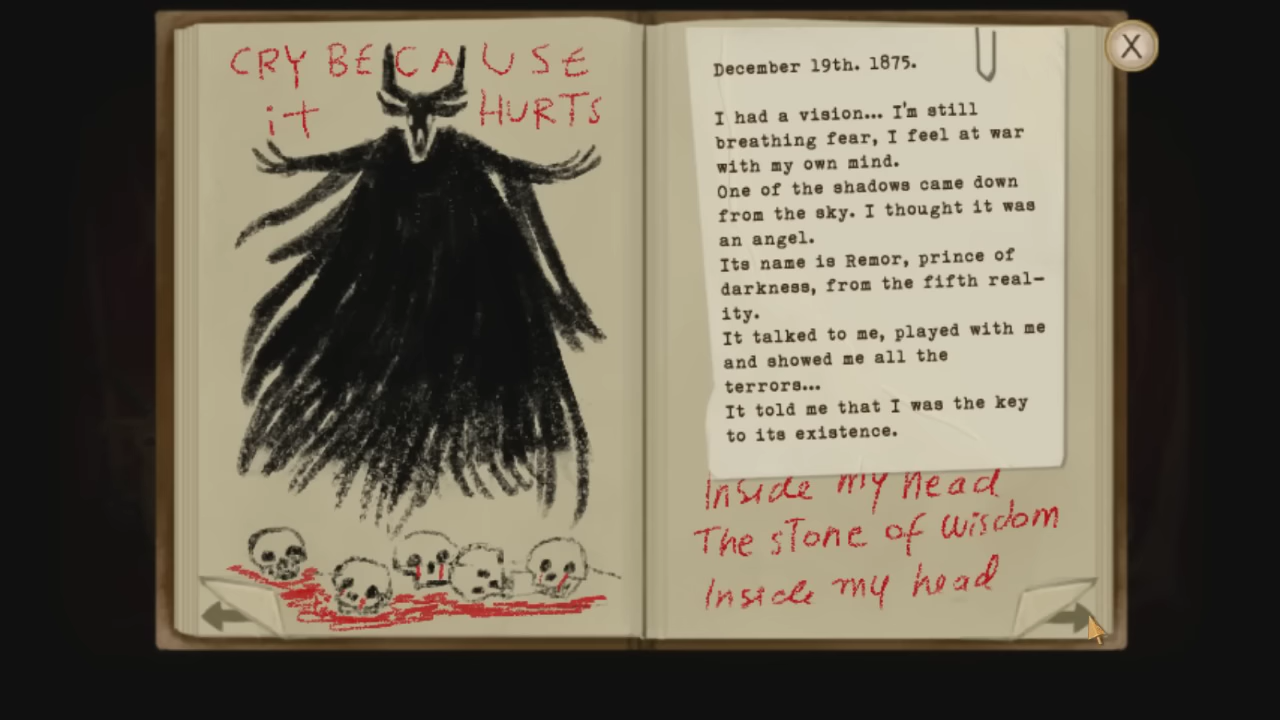 CRY BECAUSE
it HURTS
December 19th. 1875.
I had a vision... I'm still
breathing fear, I feel at war
with my own mind.
One of the shadows came down
from the sky. I thought it was
an angel.
Its name is Remor, prince of
darkness, from the fifth real-
ity.
It talked to me, played with me
and showed me all the
terrors...
It told me that I was the key
to its existence.
Inside my head
The sTone of wisdom
Inside my head
X